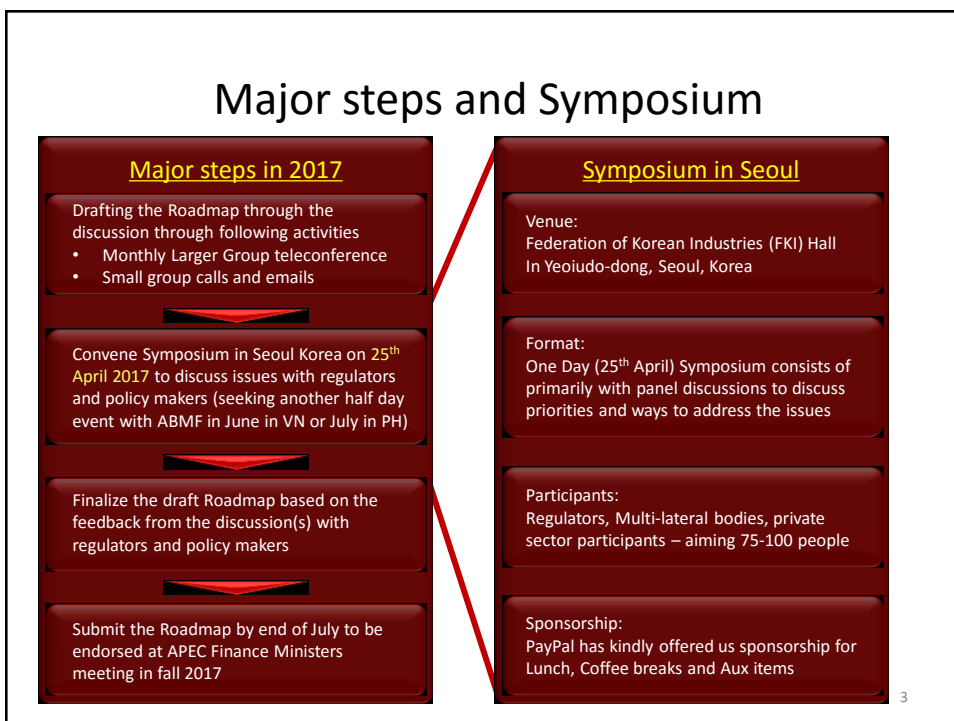 Major steps and Symposium
Major steps in 2017
Drafting the Roadmap through the
discussion through following activities
• Monthly Larger Group teleconference
• Small group calls and emails
Convene Symposium in Seoul Korea on 25th
April 2017 to discuss issues with regulators
and policy makers (seeking another half day
event with ABMF in June in VN or July in PH)
Finalize the draft Roadmap based on the
feedback from the discussion(s) with
regulators and policy makers
Submit the Roadmap by end of July to be
endorsed at APEC Finance Ministers
meeting in fall 2017
Symposium in Seoul
Venue:
Federation of Korean Industries (FKI) Hall
In Yeoiudo-dong, Seoul, Korea
Format:
One Day (25th April) Symposium consists of
primarily with panel discussions to discuss
priorities and ways to address the issues
Participants:
Regulators, Multi-lateral bodies, private
sector participants – aiming 75-100 people
Sponsorship:
PayPal has kindly offered us sponsorship for
Lunch, Coffee breaks and Aux items
3